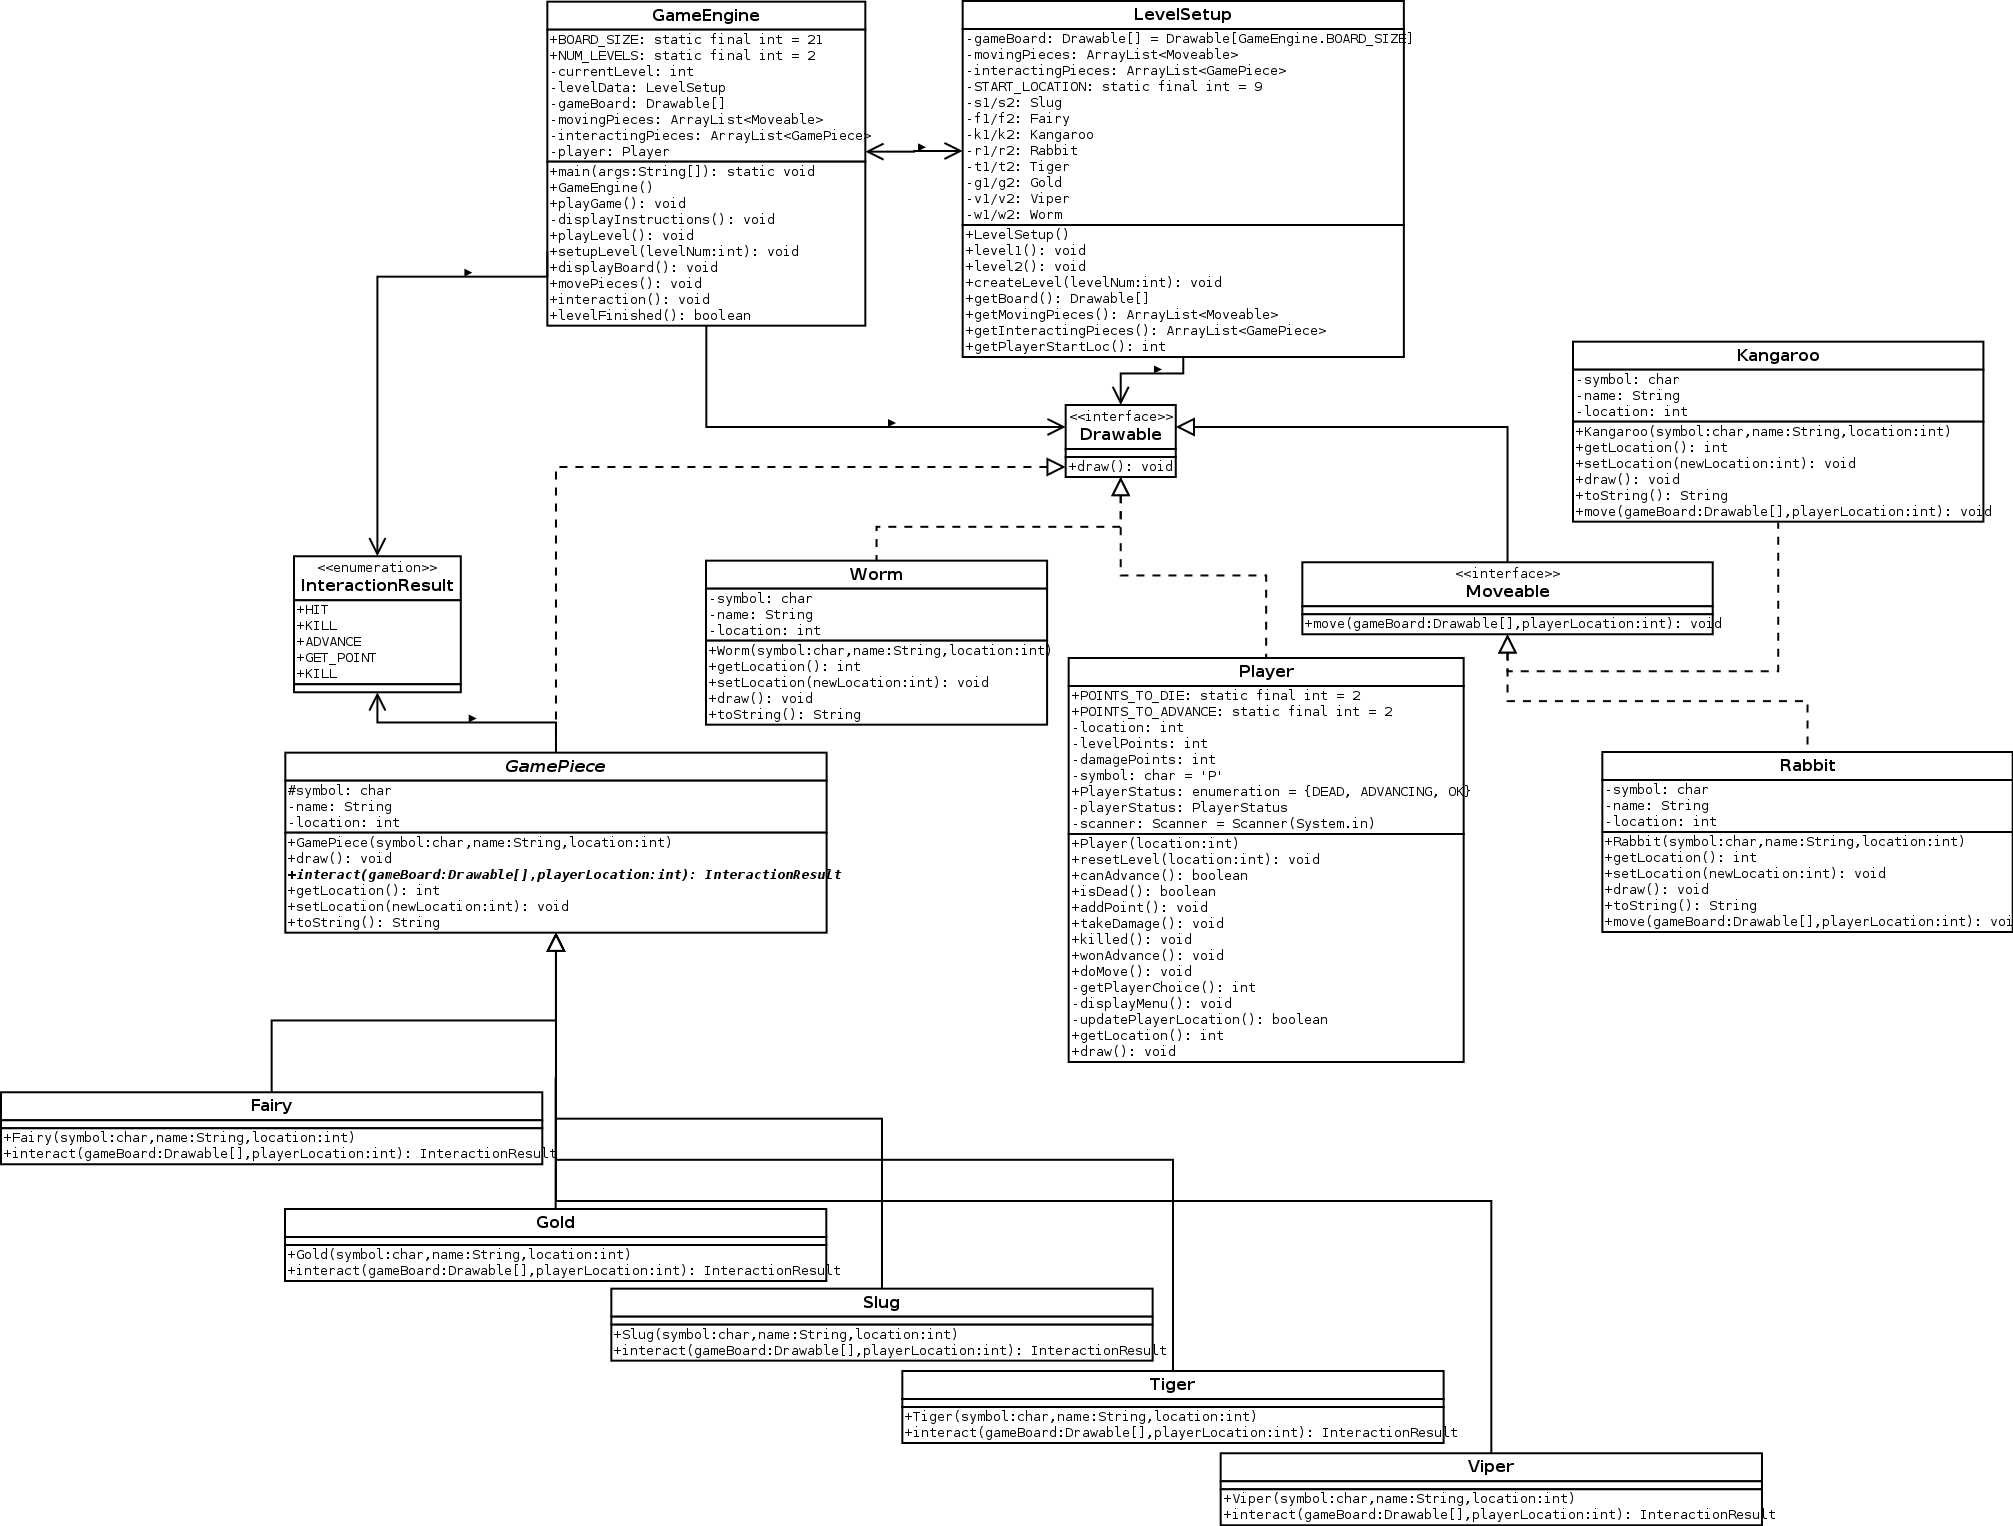 GameEngine
+BOARD_SIZE: static final int = 21
+NUM_LEVELS: static final int = 2
-currentLevel: int
-levelData: LevelSetup
-gameBoard: Drawable[]
-movingPieces: ArrayList<Moveable>
-interactingPieces: ArrayList<GamePiece>
-player: Player
+main(args:String[]): static void
+GameEngine()
+playGame(): void
-displayInstructions(): void
+playLevel(): void
+setupLevel(levelNum:int): void
+displayBoard(): void
+movePieces(): void
+interaction(): void
+levelFinished(): boolean
LevelSetup
-gameBoard: Drawable[] = Drawable[GameEngine.BOARD_SIZE]
-movingPieces: ArrayList<Moveable>
-interactingPieces: ArrayList<GamePiece>
-START_LOCATION: static final int = 9
-s1/s2: Slug
-f1/f2: Fairy
-k1/k2: Kangaroo
-r1/r2: Rabbit
-t1/t2: Tiger
-g1/g2: Gold
-v1/v2: Viper
-w1/w2: Worm
+LevelSetup()
+level1(): void
+level2(): void
+createLevel(levelNum:int): void
+getBoard(): Drawable[]
+getMovingPieces(): ArrayList<Moveable>
+getInteractingPieces(): ArrayList<GamePiece>
+getPlayerStartLoc(): int
Kangaroo
-symbol: char
-name: String
-location: int
+Kangaroo(symbol:char,name:String,location:int)
+getLocation(): int
+setLocation(newLocation:int): void
+draw(): void
+toString(): String
+move(gameBoard:Drawable[],playerLocation:int): void
<<interface>>
Drawable
+draw(): void
<<enumeration>>
InteractionResult
+HIT
+KILL
+ADVANCE
+GET_POINT
+KILL
Worm
-symbol: char
-name: String
-location: int
+Worm(symbol:char,name:String,location:int)
+getLocation(): int
+setLocation(newLocation:int): void
+draw(): void
+toString(): String
<<interface>>
Moveable
+move(gameBoard:Drawable[],playerLocation:int): void
Player
+POINTS_TO_DIE: static final int = 2
+POINTS_TO_ADVANCE: static final int = 2
-location: int
-levelPoints: int
-damagePoints: int
-symbol: char = 'P'
+PlayerStatus: enumeration = {DEAD, ADVANCING, OK}
-playerStatus: PlayerStatus
-scanner: Scanner = Scanner(System.in)
+Player(location:int)
+resetLevel(location:int): void
+canAdvance(): boolean
+isDead(): boolean
+addPoint(): void
+takeDamage(): void
+killed(): void
+wonAdvance(): void
+doMove(): void
-getPlayerChoice(): int
-displayMenu(): void
-updatePlayerLocation(): boolean
+getLocation(): int
+draw(): void
GamePiece
#symbol: char
-name: String
-location: int
+GamePiece(symbol:char,name:String,location:int)
+draw(): void
+interact(gameBoard:Drawable[],playerLocation:int): InteractionResult
+getLocation(): int
+setLocation(newLocation:int): void
+toString(): String
Rabbit
-symbol: char
-name: String
-location: int
+Rabbit(symbol:char,name:String,location:int)
+getLocation(): int
+setLocation(newLocation:int): void
+draw(): void
+toString(): String
+move(gameBoard:Drawable[],playerLocation:int): voi
Fairy
+Fairy(symbol:char,name:String,location:int)
+interact(gameBoard:Drawable[],playerLocation:int): InteractionResult
Gold
+Gold(symbol:char,name:String,location:int)
+interact(gameBoard:Drawable[],playerLocation:int): InteractionResult
Slug
+Slug(symbol:char,name:String,location:int)
+interact(gameBoard:Drawable[],playerLocation:int): InteractionResult
Tiger
+Tiger(symbol:char,name:String,location:int)
+interact(gameBoard:Drawable[],playerLocation:int): InteractionResult
Viper
+Viper(symbol:char,name:String,location:int)
+interact(gameBoard:Drawable[],playerLocation:int): InteractionResult